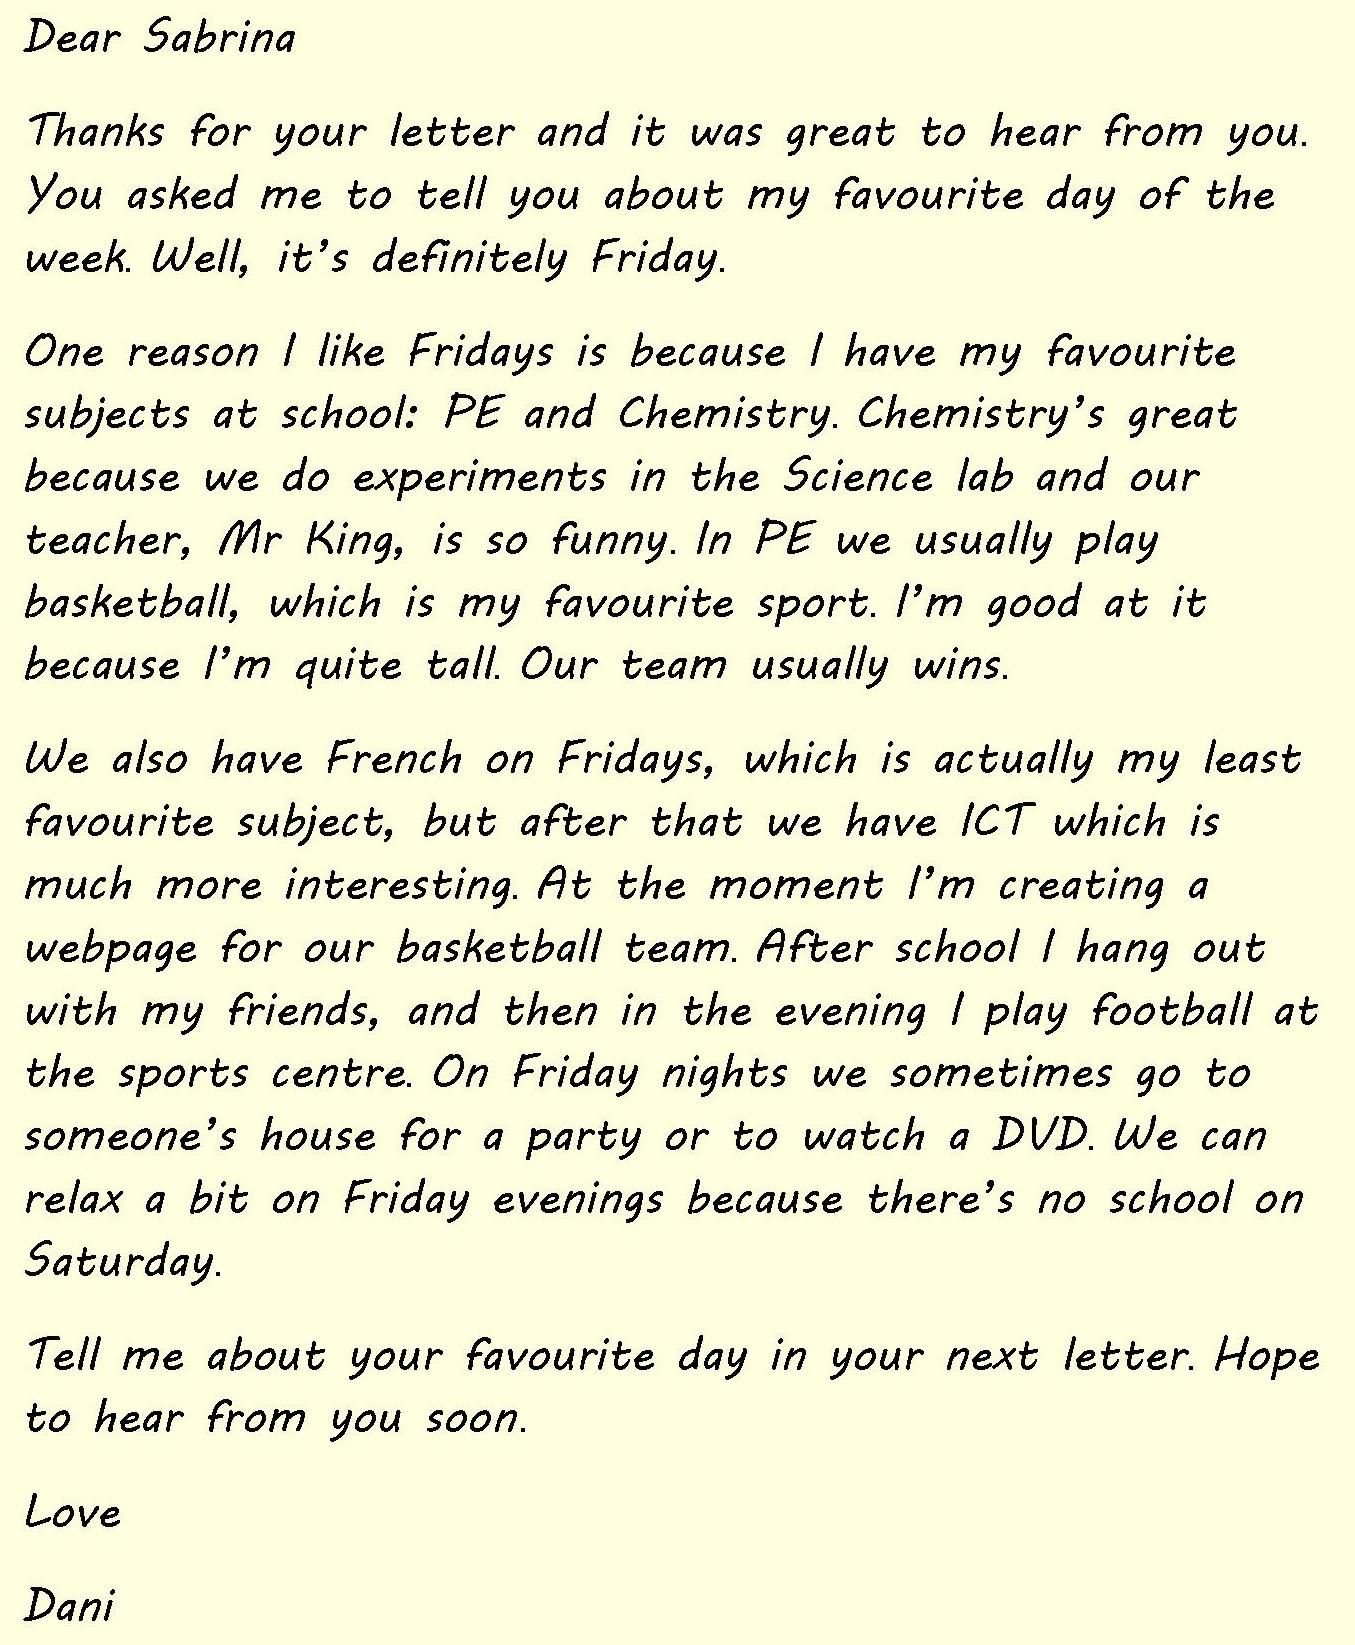 Dear Sabrina
Thanks for your letter and it was great to hear from you.
You asked me to tell you about my favourite day of the
week. Well, it's definitely Friday.
One reason I like Fridays is because I have my favourite
subjects at school: PE and Chemistry. Chemistry's great
because we do experiments in the Science lab and our
teacher, Mr King, is so funny. In PE we usually play
basketball, which is my favourite sport. I'm good at it
because I'm quite tall. Our team usually wins.
We also have French on Fridays, which is actually my least
favourite subject, but after that we have ICT which is
much more interesting. At the moment I'm creating a
webpage for our basketball team. After school I hang out
with my friends, and then in the evening I play football at
the sports centre. On Friday nights we sometimes go to
someone's house for a party or to watch a DVD. We can
relax a bit on Friday evenings because there's no school on
Saturday.
Tell me about your favourite day in your next letter. Hope
to hear from you soon.
Love
Dani